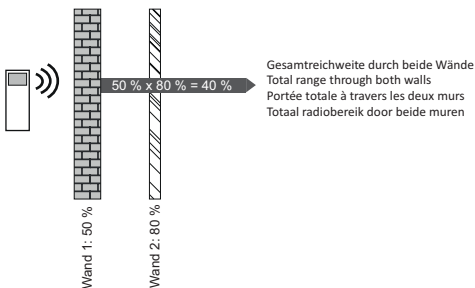 50 % x 80 % = 40 %
Gesamtreichweite durch beide Wände
Total range through both walls
Portée totale à travers les deux murs
Totaal radiobereik door beide muren
Wand 1: 50 %
Wand 2: 80 %